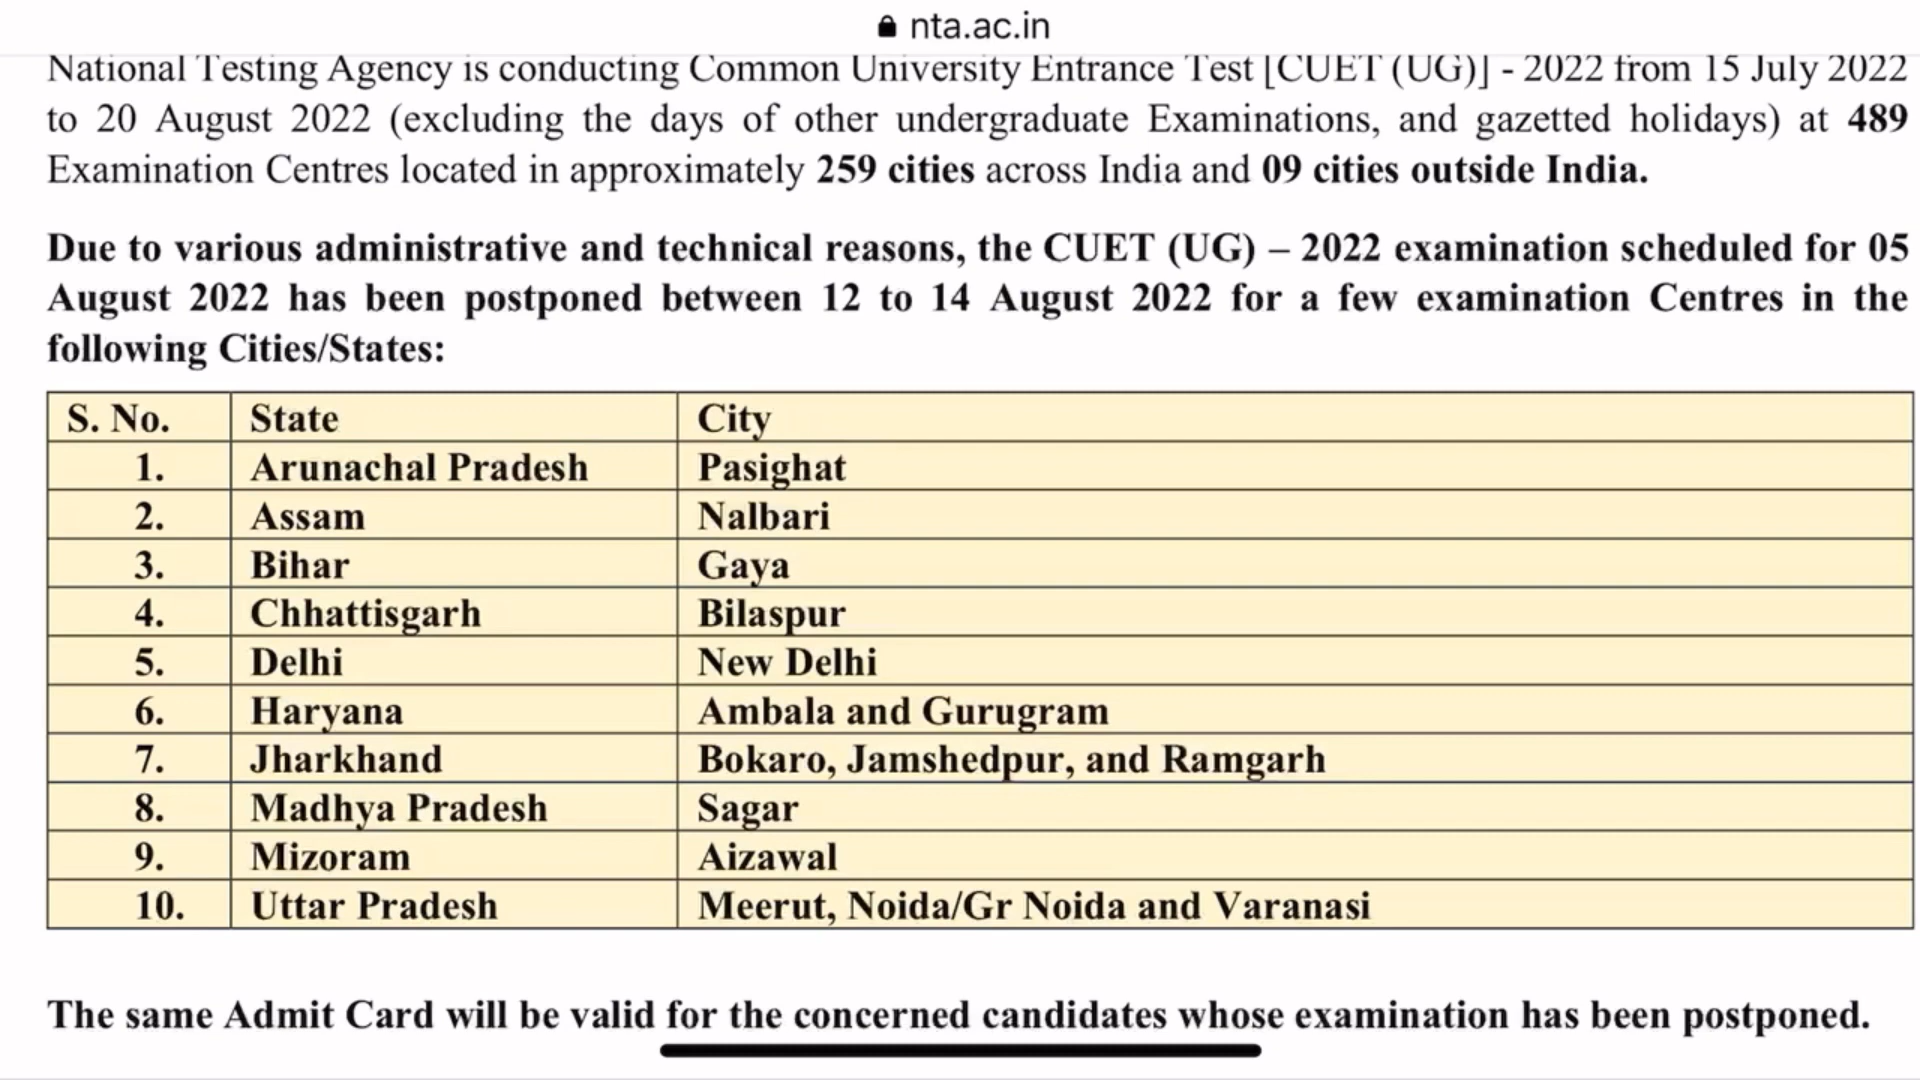 nta.ac.in
National Testing Agency is conducting Common University Entrance Test [CUET (UG)] - 2022 from 15 July 2022
to 20 August 2022 (excluding the days of other undergraduate Examinations, and gazetted holidays) at 489
Examination Centres located in approximately 259 cities across India and 09 cities outside India.
Due to various administrative and technical reasons, the CUET (UG) – 2022 examination scheduled for 05
August 2022 has been postponed between 12 to 14 August 2022 for a few examination Centres in the
following Cities/States:
S. No. State City
1. Arunachal Pradesh Pasighat
2. Assam Nalbari
3. Bihar Gaya
4. Chhattisgarh Bilaspur
5. Delhi New Delhi
6. Haryana Ambala and Gurugram
7. Jharkhand Bokaro, Jamshedpur, and Ramgarh
8. Madhya Pradesh Sagar
9. Mizoram Aizawal
10. Uttar Pradesh Meerut, Noida/Gr Noida and Varanasi
The same Admit Card will be valid for the concerned candidates whose examination has been postponed.